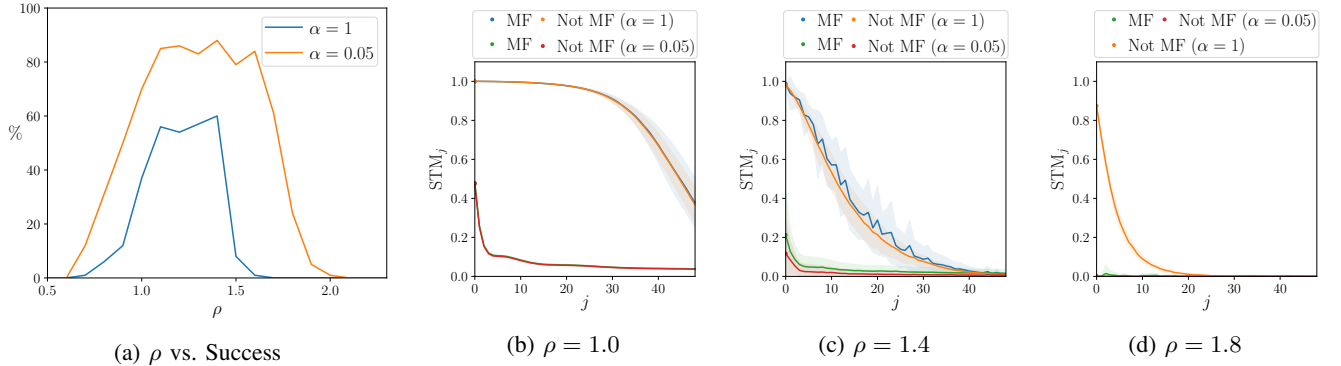 α = 1
α = 0.05
100
80
60
40
20
0
%
0.5 1.0 1.5 2.0
ρ
(a) ρ vs. Success
MF Not MF (α = 1)
MF Not MF (α = 0.05)
1.0
0.8
0.6
0.4
0.2
0.0
STM_j
0 10 20 30 40
j
(b) ρ = 1.0
MF Not MF (α = 1)
MF Not MF (α = 0.05)
1.0
0.8
0.6
0.4
0.2
0.0
STM_j
0 10 20 30 40
j
(c) ρ = 1.4
MF Not MF (α = 0.05)
Not MF (α = 1)
1.0
0.8
0.6
0.4
0.2
0.0
STM_j
0 10 20 30 40
j
(d) ρ = 1.8